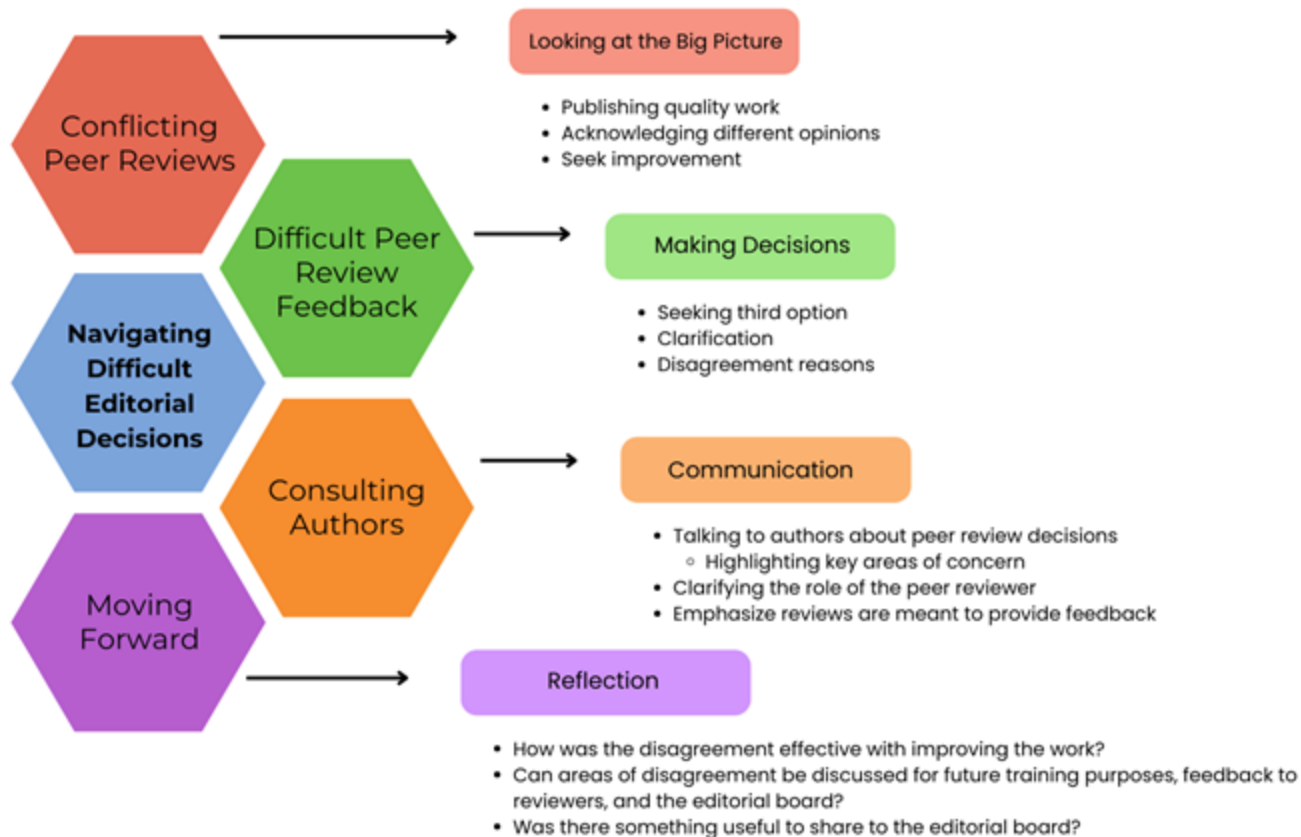 Conflicting
Peer Reviews
Looking at the Big Picture
• Publishing quality work
• Acknowledging different opinions
• Seek improvement
Difficult Peer
Review
Feedback
Making Decisions
• Seeking third option
• Clarification
• Disagreement reasons
Navigating
Difficult
Editorial
Decisions
Consulting
Authors
Communication
• Talking to authors about peer review decisions
◦ Highlighting key areas of concern
• Clarifying the role of the peer reviewer
• Emphasize reviews are meant to provide feedback
Moving
Forward
Reflection
• How was the disagreement effective with improving the work?
• Can areas of disagreement be discussed for future training purposes, feedback to
reviewers, and the editorial board?
• Was there something useful to share to the editorial board?